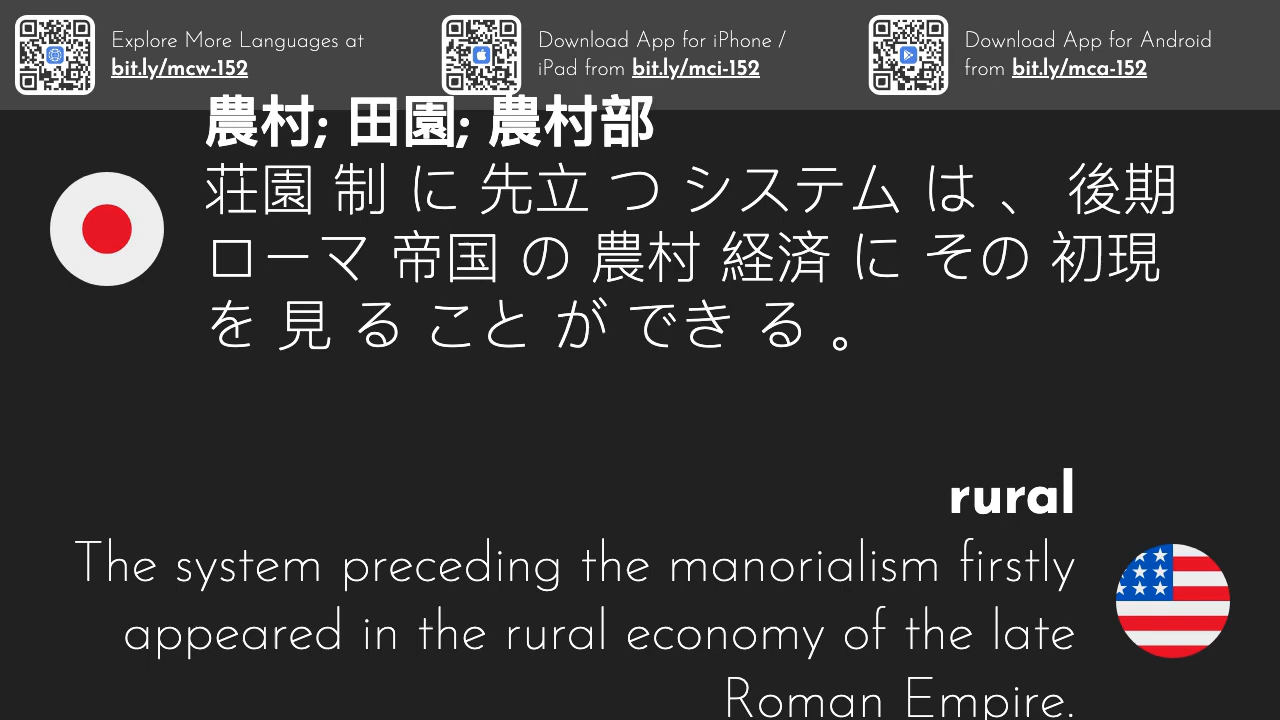 Explore More Languages at
bit.ly/mcw-152
Download App for iPhone /
iPad from bit.ly/mci-152
Download App for Android
from bit.ly/mca-152
農村; 田園; 農村部
荘園 制 に 先立 つ システム は 、 後期
ローマ 帝国 の 農村 経済 に その 初現
を 見 る こと が でき る 。
rural
The system preceding the manorialism firstly
appeared in the rural economy of the late
Roman Empire.